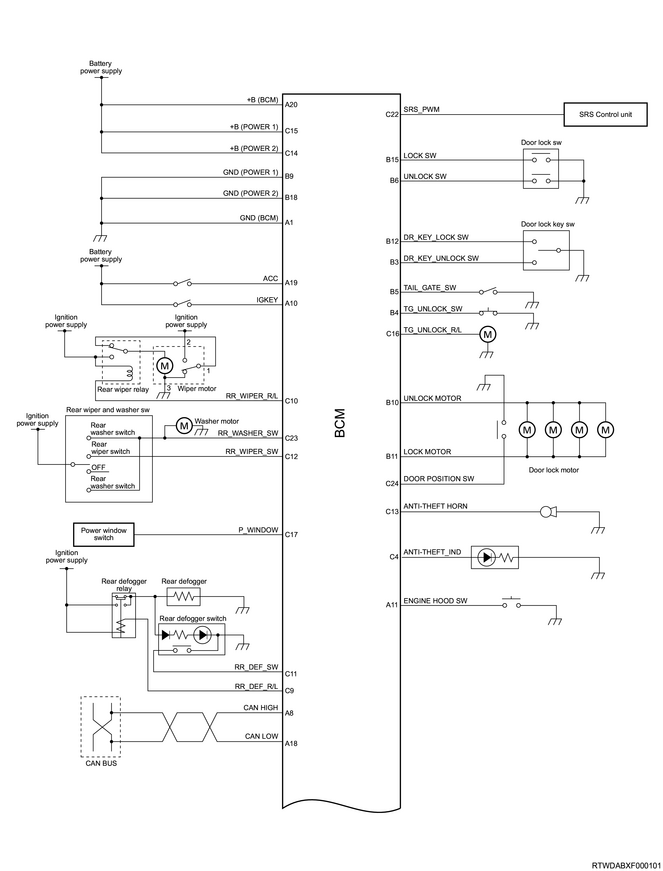 Battery
power supply
+B (BCM)
A20
+B (POWER 1)
C15
+B (POWER 2)
C14
GND (POWER 1)
B9
GND (POWER 2)
B18
GND (BCM)
A1
Battery
power supply
ACC
A19
IGKEY
A10
Ignition
power supply
Ignition
power supply
2
M
1
3
Rear wiper relay
Wiper motor
RR_WIPER_R/L
C10
Rear wiper and washer sw
Ignition
power supply
Rear
washer switch
M
Washer motor
RR_WASHER_SW
C23
Rear
wiper switch
RR_WIPER_SW
C12
OFF
Rear
washer switch
Power window
switch
P_WINDOW
C17
Ignition
power supply
Rear defogger
relay
Rear defogger
Rear defogger switch
RR_DEF_SW
C11
RR_DEF_R/L
C9
CAN HIGH
A8
CAN LOW
A18
CAN BUS
BCM
C22
SRS_PWM
SRS Control unit
Door lock sw
B15
LOCK SW
B6
UNLOCK SW
Door lock key sw
B12
DR_KEY_LOCK SW
B3
DR_KEY_UNLOCK SW
B5
TAIL_GATE_SW
B4
TG_UNLOCK_SW
C16
TG_UNLOCK_R/L
M
B10
UNLOCK MOTOR
M
M
M
M
B11
LOCK MOTOR
Door lock motor
C24
DOOR POSITION SW
C13
ANTI-THEFT HORN
C4
ANTI-THEFT_IND
A11
ENGINE HOOD SW
RTWDABXF000101